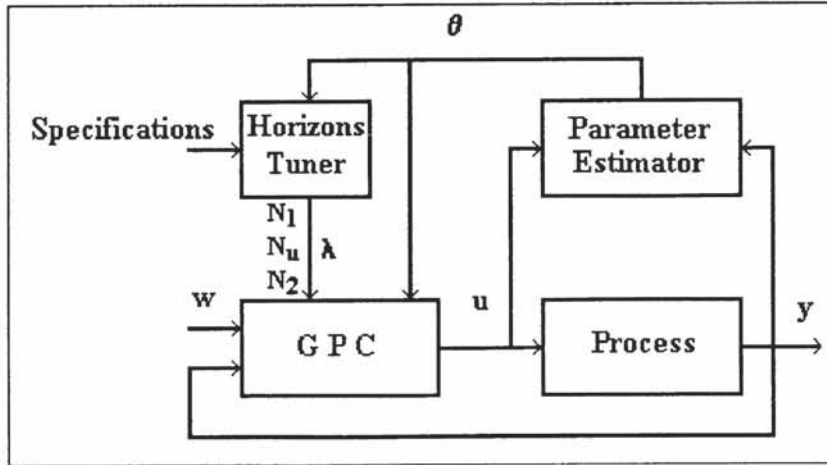 θ
Specifications
Horizons
Tuner
Parameter
Estimator
N1
Nu
λ
N2
w
G P C
u
Process
y